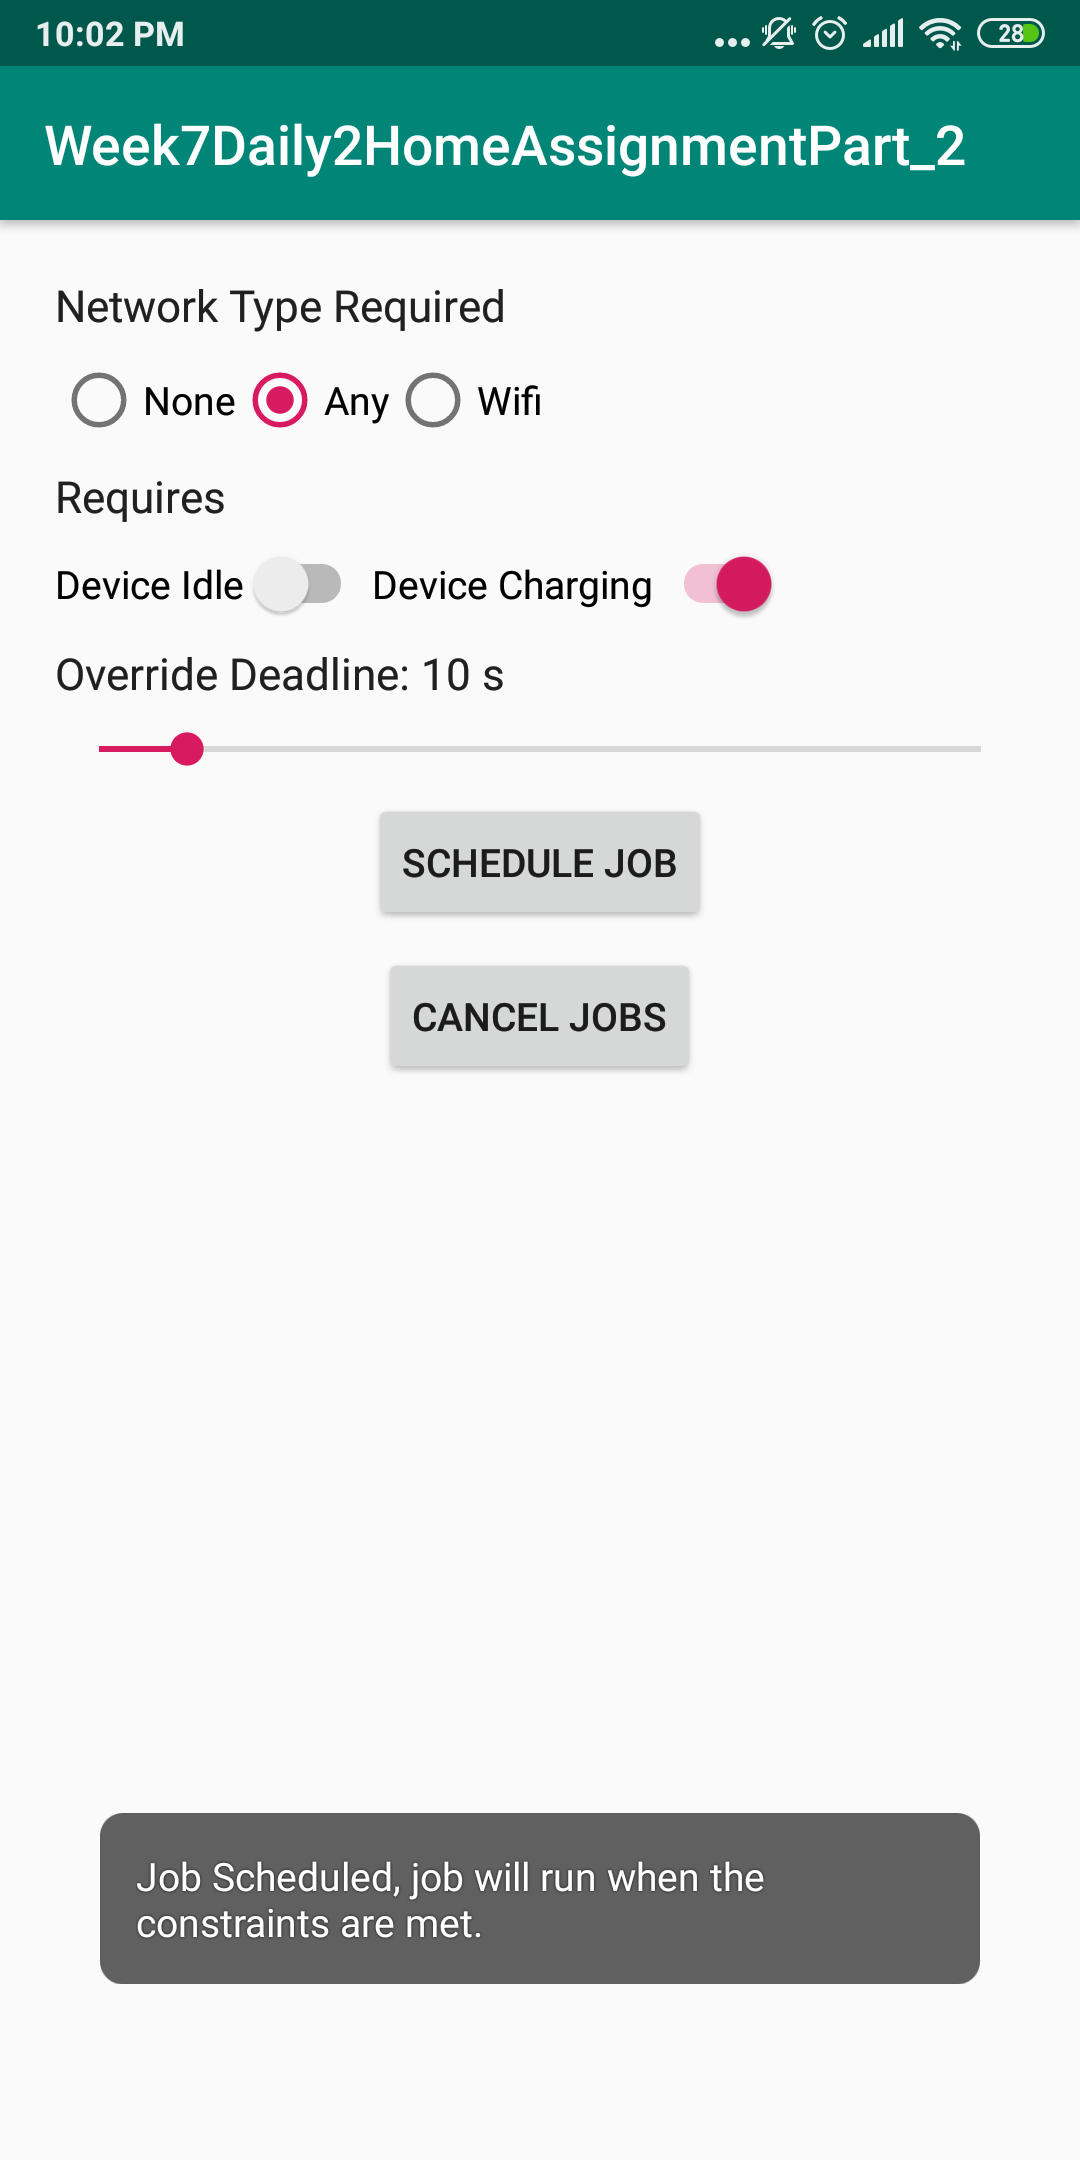 10:02 PM
28
Week7Daily2HomeAssignmentPart_2
Network Type Required
None Any Wifi
Requires
Device Idle Device Charging
Override Deadline: 10 s
SCHEDULE JOB
CANCEL JOBS
Job Scheduled, job will run when the
constraints are met.